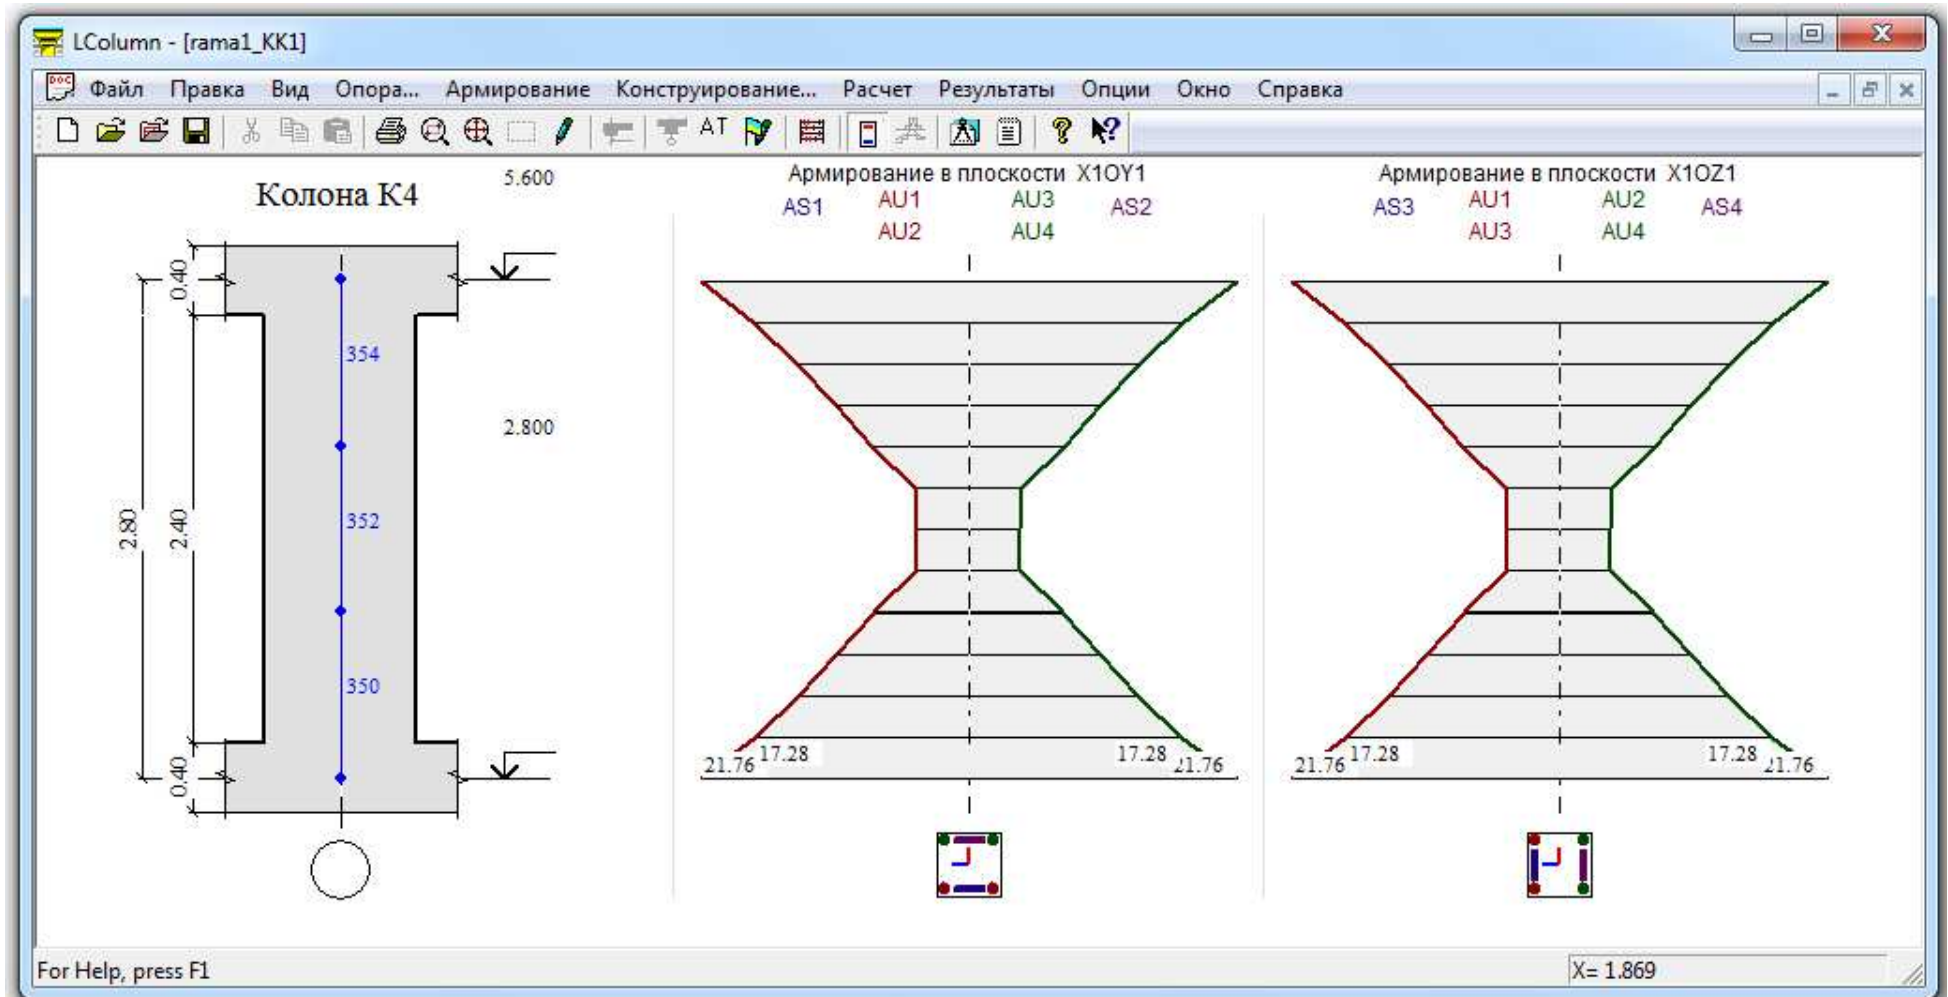 LColumn - [rama1_KK1]
Файл Правка Вид Опора... Армирование Конструирование... Расчет Результаты Опции Окно Справка
AT
Колона К4
5.600
0.40
354
2.800
2.80
2.40
352
350
0.40
Армирование в плоскости X1OY1
AS1 AU1 AU3 AS2
AU2 AU4
21.76 17.28 17.28 21.76
Армирование в плоскости X1OZ1
AS3 AU1 AU2 AS4
AU3 AU4
21.76 17.28 17.28 21.76
For Help, press F1
X= 1.869